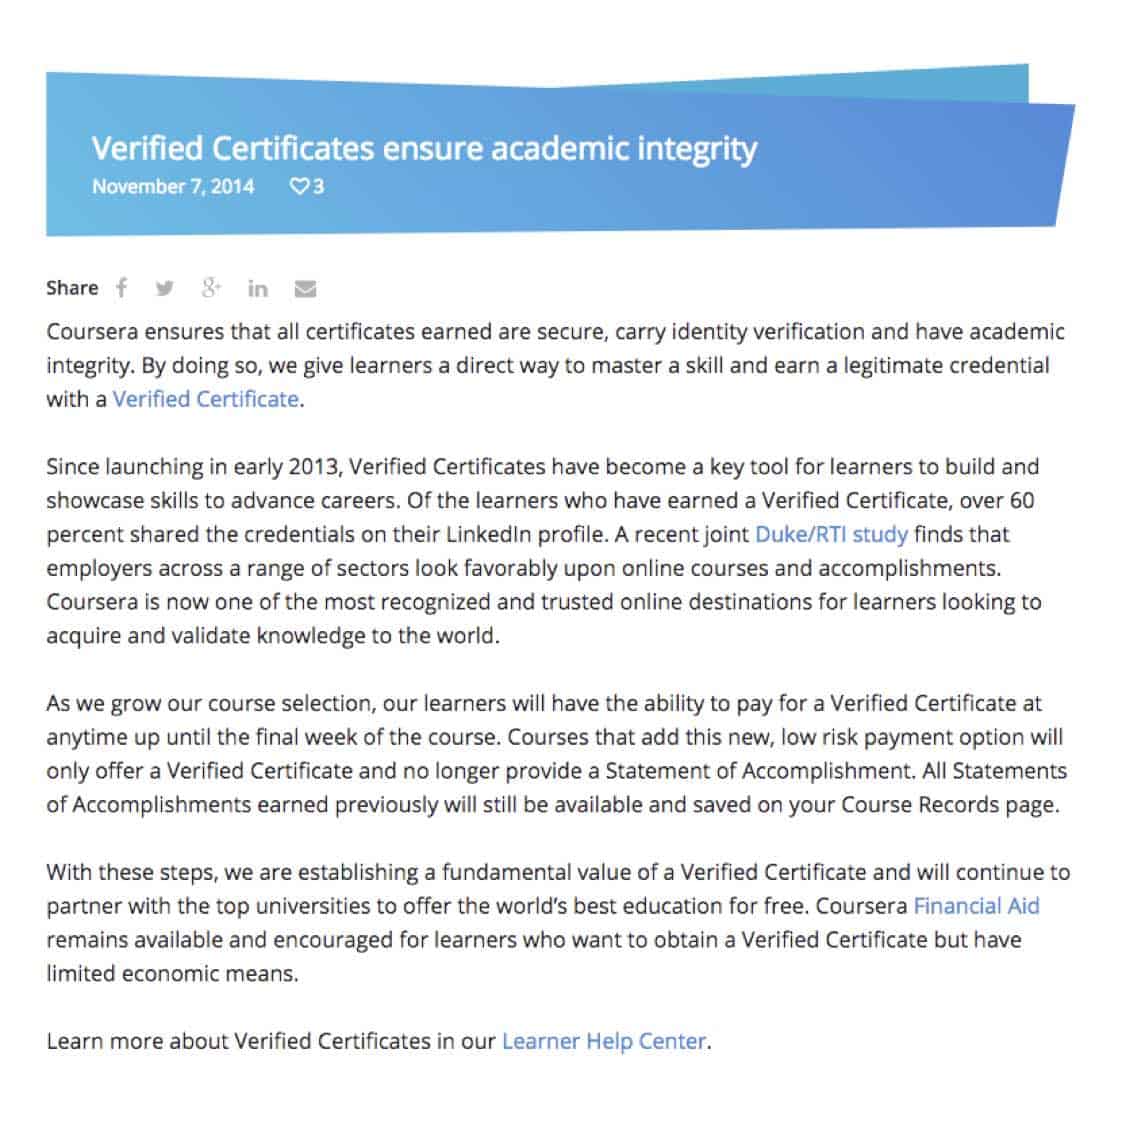 Verified Certificates ensure academic integrity
November 7, 2014 3
Share
Coursera ensures that all certificates earned are secure, carry identity verification and have academic
integrity. By doing so, we give learners a direct way to master a skill and earn a legitimate credential
with a Verified Certificate.
Since launching in early 2013, Verified Certificates have become a key tool for learners to build and
showcase skills to advance careers. Of the learners who have earned a Verified Certificate, over 60
percent shared the credentials on their LinkedIn profile. A recent joint Duke/RTI study finds that
employers across a range of sectors look favorably upon online courses and accomplishments.
Coursera is now one of the most recognized and trusted online destinations for learners looking to
acquire and validate knowledge to the world.
As we grow our course selection, our learners will have the ability to pay for a Verified Certificate at
anytime up until the final week of the course. Courses that add this new, low risk payment option will
only offer a Verified Certificate and no longer provide a Statement of Accomplishment. All Statements
of Accomplishments earned previously will still be available and saved on your Course Records page.
With these steps, we are establishing a fundamental value of a Verified Certificate and will continue to
partner with the top universities to offer the world's best education for free. Coursera Financial Aid
remains available and encouraged for learners who want to obtain a Verified Certificate but have
limited economic means.
Learn more about Verified Certificates in our Learner Help Center.